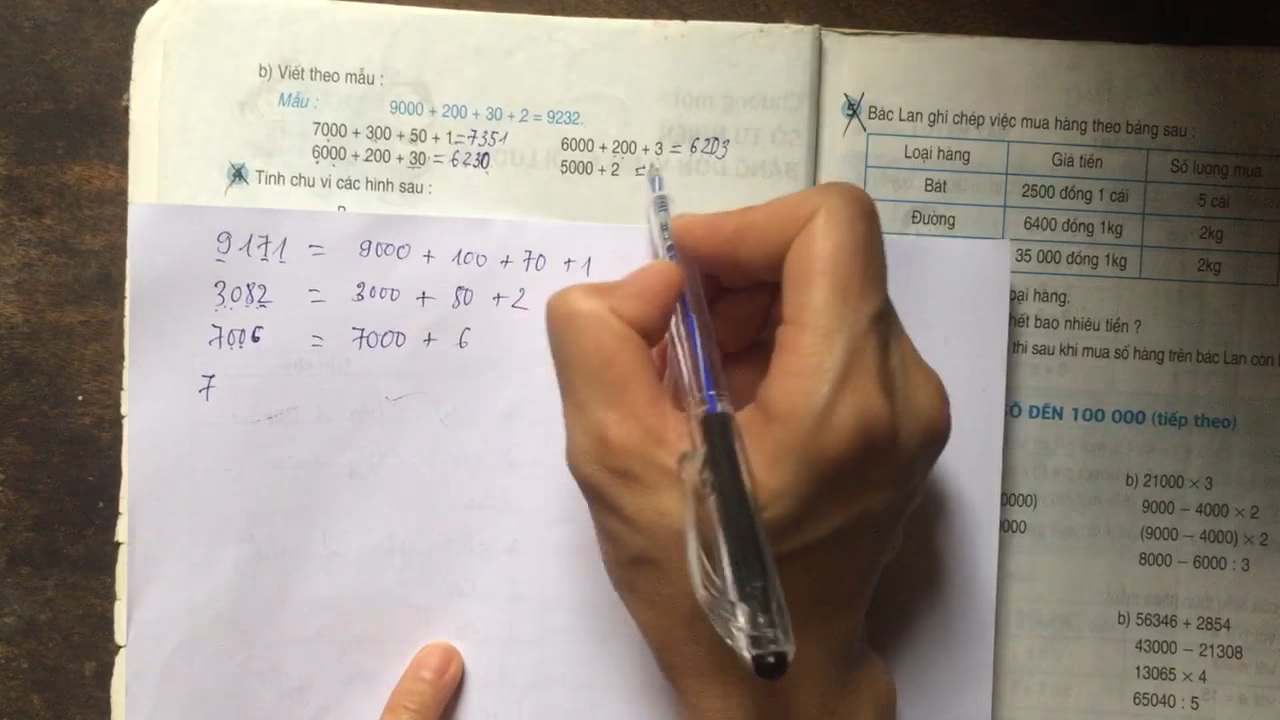 b) Viết theo mẫu :
Mẫu : 9000 + 200 + 30 + 2 = 9232.
7000 + 300 + 50 + 1 = 7351
6000 + 200 + 30 = 6230
6000 + 200 + 3 = 6203
5000 + 2 =
Tính chu vi các hình sau :
9171 = 9000 + 100 + 70 + 1
3082 = 3000 + 80 + 2
7006 = 7000 + 6
7
5 Bác Lan ghi chép việc mua hàng theo bảng sau :
Loại hàng Giá tiền Số lượng mua
Bát 2500 đồng 1 cái 5 cái
Đường 6400 đồng 1kg 2kg
35 000 đồng 1kg 2kg
hàng.
bao nhiêu tiền ?
thì sau khi mua số hàng trên bác Lan còn
ĐẾN 100 000 (tiếp theo)
b) 21000 × 3
9000 – 4000 × 2
(9000 – 4000) × 2
8000 – 6000 : 3
b) 56346 + 2854
43000 – 21308
13065 × 4
65040 : 5